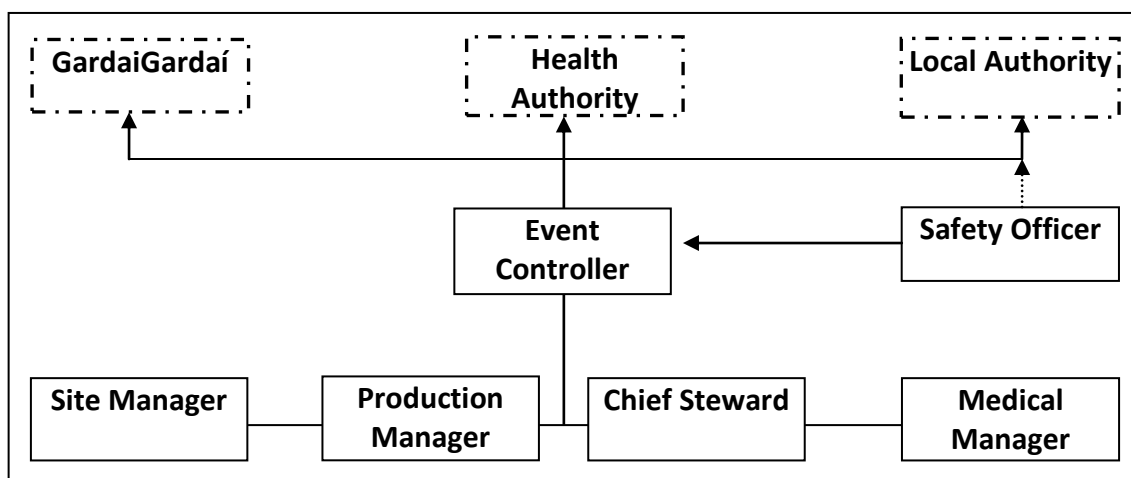 GardaiGardaí
Health
Authority
Local Authority
Event
Controller
Safety Officer
Site Manager
Production
Manager
Chief Steward
Medical
Manager